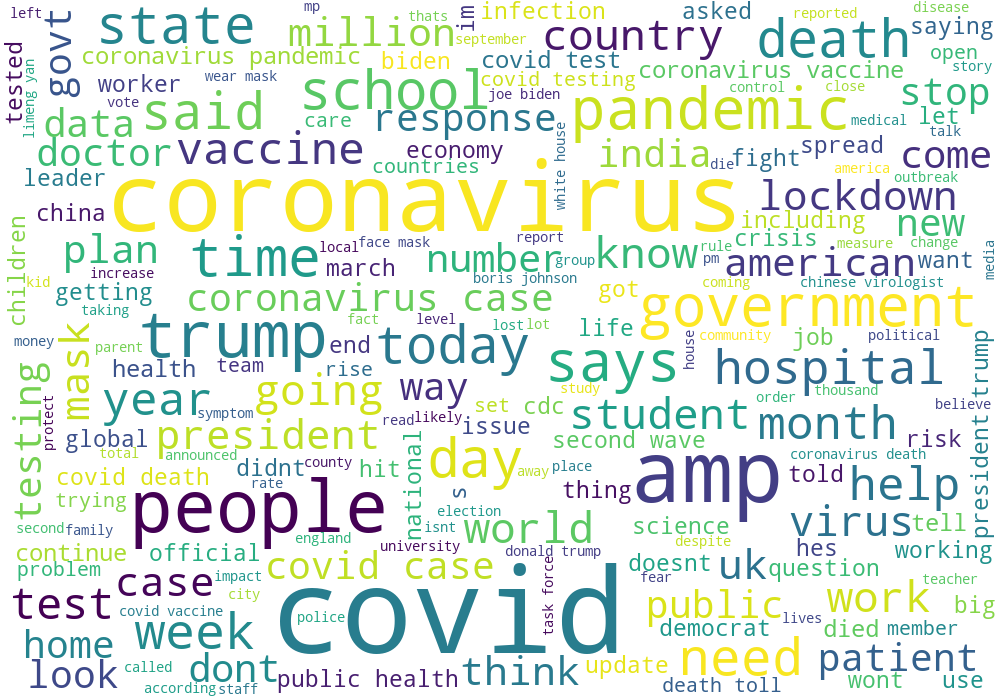 left
mp
thats
im
infection
asked
reported
disease
state
million
september
country
death
saying
tested
govt
coronavirus pandemic
biden
covid test
open
story
limeng yan
worker
wear mask
school
covid testing
coronavirus vaccine
stop
vote
joe biden
control
close
data
said
care
response
pandemic
medical
let
talk
doctor
vaccine
economy
white house
india
die
fight
spread
come
leader
countries
america
outbreak
china
coronavirus
lockdown
including
new
children
plan
time
local
face mask
report
number
group
know
rule
crisis
measure
change
increase
march
boris johnson
pm
american
want
media
kid
getting
taking
coronavirus case
got
coming
chinese virologist
government
money
parent
trump
fact
level
lost
lot
life
house
community
job
political
mask
end
today
health
team
rise
says
hospital
president trump
testing
protect
year
symptom
going
way
study
order
thousand
believe
set
cdc
student
month
global
president
read
likely
issue
second wave
risk
total
announced
county
national
day
coronavirus death
covid death
didnt
hit
away
place
amp
told
help
trying
rate
s
thing
second
family
people
isnt
election
world
science
virus
tell
england
despite
continue
official
university
donald trump
doesnt
hes
working
problem
impact
covid case
task force
fear
uk
question
teacher
test
case
city
covid
public
work
big
covid vaccine
police
lives
home
week
democrat
died
member
look
called
dont
think
update
need
patient
according
staff
public health
death toll
wont
use